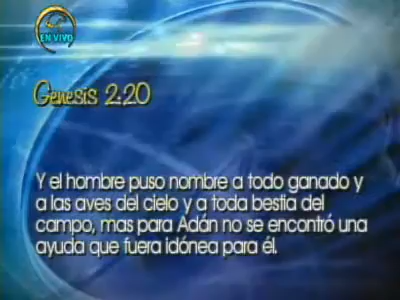 EN VIVO
Genesis 2:20
Y el hombre puso nombre a todo ganado y
a las aves del cielo y a toda bestia del
campo, mas para Adán no se encontró una
ayuda que fuera idónea para él.